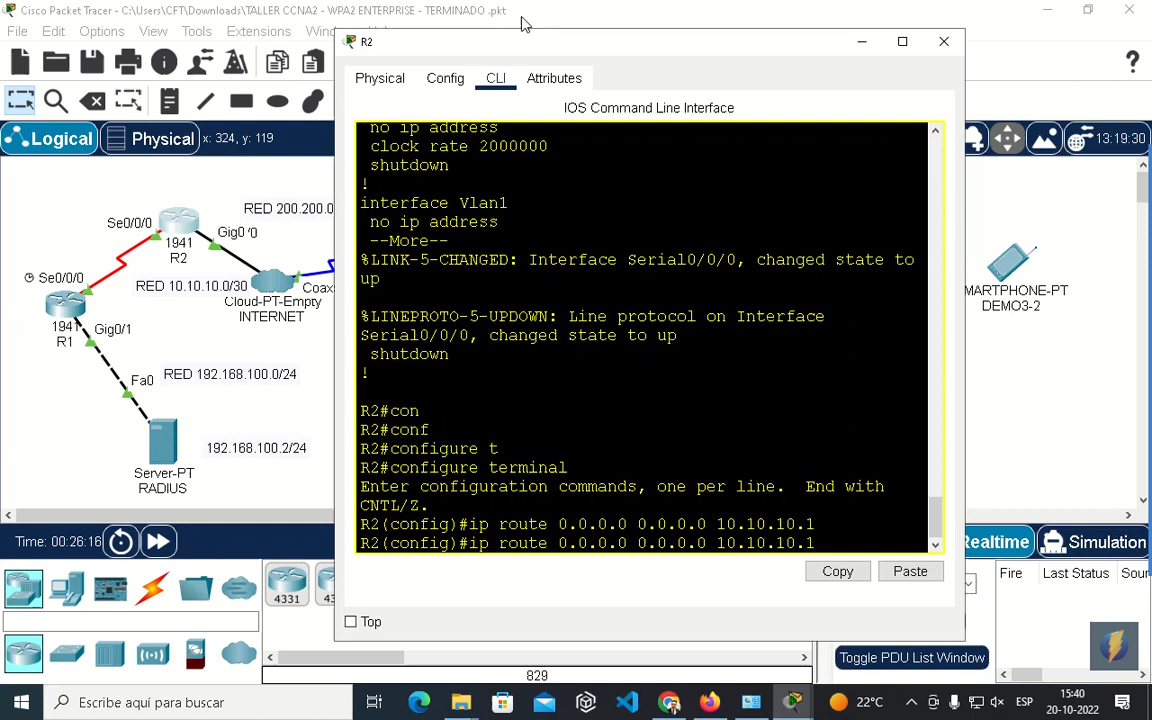 Cisco Packet Tracer - C:\Users\CFT\Downloads\TALLER CCNA2 - WPA2 ENTERPRISE - TERMINADO .pkt
File Edit Options View Tools Extensions
R2
Physical Config CLI Attributes
IOS Command Line Interface
Logical Physical x: 324, y: 119
13:19:30
no ip address
clock rate 2000000
shutdown
!
interface Vlan1
no ip address
--More--
%LINK-5-CHANGED: Interface Serial0/0/0, changed state to
up
%LINEPROTO-5-UPDOWN: Line protocol on Interface
Serial0/0/0, changed state to up
shutdown
!
R2#con
R2#conf
R2#configure t
R2#configure terminal
Enter configuration commands, one per line. End with
CNTL/Z.
R2(config)#ip route 0.0.0.0 0.0.0.0 10.10.10.1
R2(config)#ip route 0.0.0.0 0.0.0.0 10.10.10.1
Copy Paste
Top
RED 200.200.0
Se0/0/0
Gig0
1941
R2
Se0/0/0
RED 10.10.10.0/30
Coax
Cloud-PT-Empty
INTERNET
1941
R1
Gig0/1
Fa0
RED 192.168.100.0/24
192.168.100.2/24
Server-PT
RADIUS
MARTPHONE-PT
DEMO3-2
Time: 00:26:16
Realtime Simulation
4331
Fire Last Status Sour
829
Toggle PDU List Window
Escribe aquí para buscar
22°C
ESP
15:40
20-10-2022